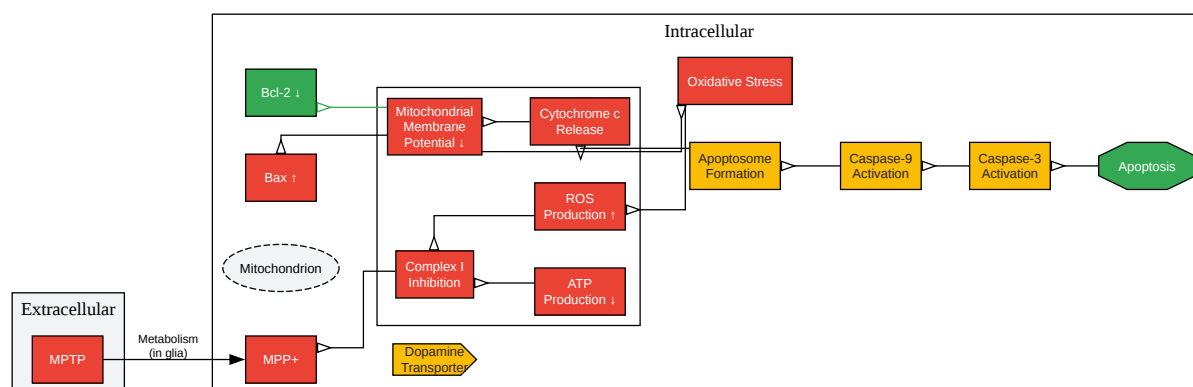 Intracellular
Oxidative Stress
Bcl-2 ↓
Mitochondrial
Membrane
Potential ↓
Cytochrome c
Release
Bax ↑
Apoptosome
Formation
Caspase-9
Activation
Caspase-3
Activation
Apoptosis
ROS
Production ↑
Mitochondrion
Complex I
Inhibition
ATP
Production ↓
Extracellular
MPTP
Metabolism
(in glia)
MPP+
Dopamine
Transporter